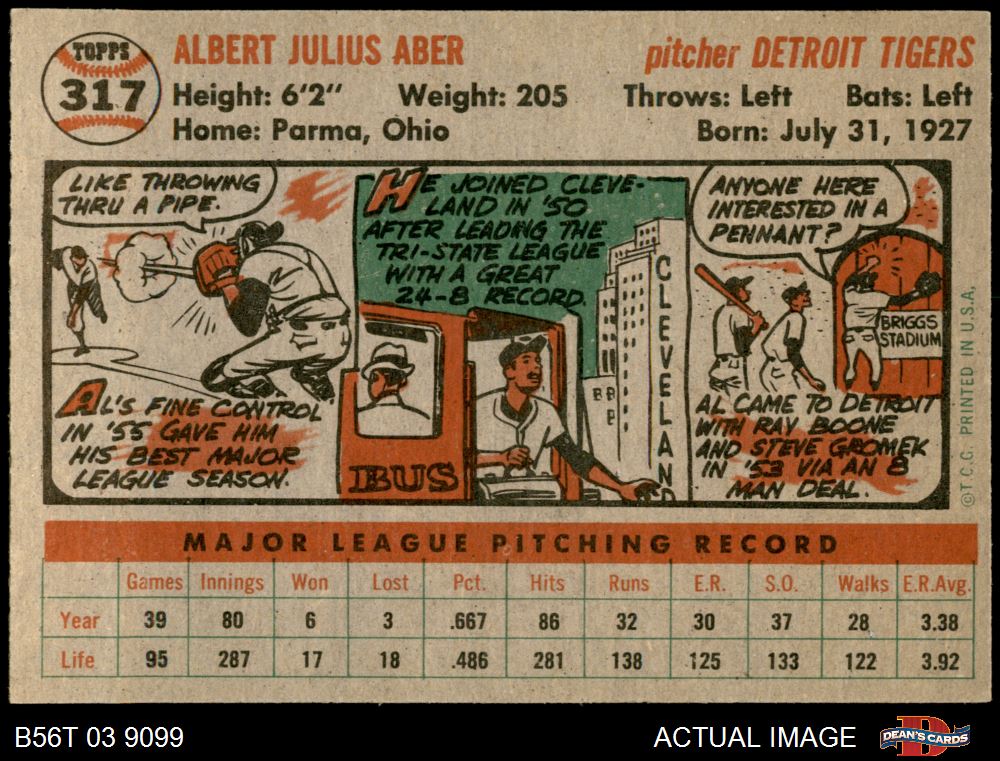 TOPPS
317
ALBERT JULIUS ABER
pitcher DETROIT TIGERS
Height: 6'2" Weight: 205 Throws: Left Bats: Left
Home: Parma, Ohio Born: July 31, 1927
LIKE THROWING
THRU A PIPE.
AL'S FINE CONTROL
IN '55 GAVE HIM
HIS BEST MAJOR
LEAGUE SEASON.
HE JOINED CLEVE-
LAND IN '50
AFTER LEADING THE
TRI-STATE LEAGUE
WITH A GREAT
24-8 RECORD.
CLEVELAND
BUS
ANYONE HERE
INTERESTED IN A
PENNANT?
BRIGGS
STADIUM
AL CAME TO DETROIT
WITH RAY BOONE
AND STEVE GROMEK
IN '53 VIA AN 8
MAN DEAL.
©T.C.G. PRINTED IN U.S.A.
MAJOR LEAGUE PITCHING RECORD
Games Innings Won Lost Pct. Hits Runs E.R. S.O. Walks E.R.Avg.
Year 39 80 6 3 .667 86 32 30 37 28 3.38
Life 95 287 17 18 .486 281 138 125 133 122 3.92
B56T 03 9099
ACTUAL IMAGE
DEAN'S CARDS